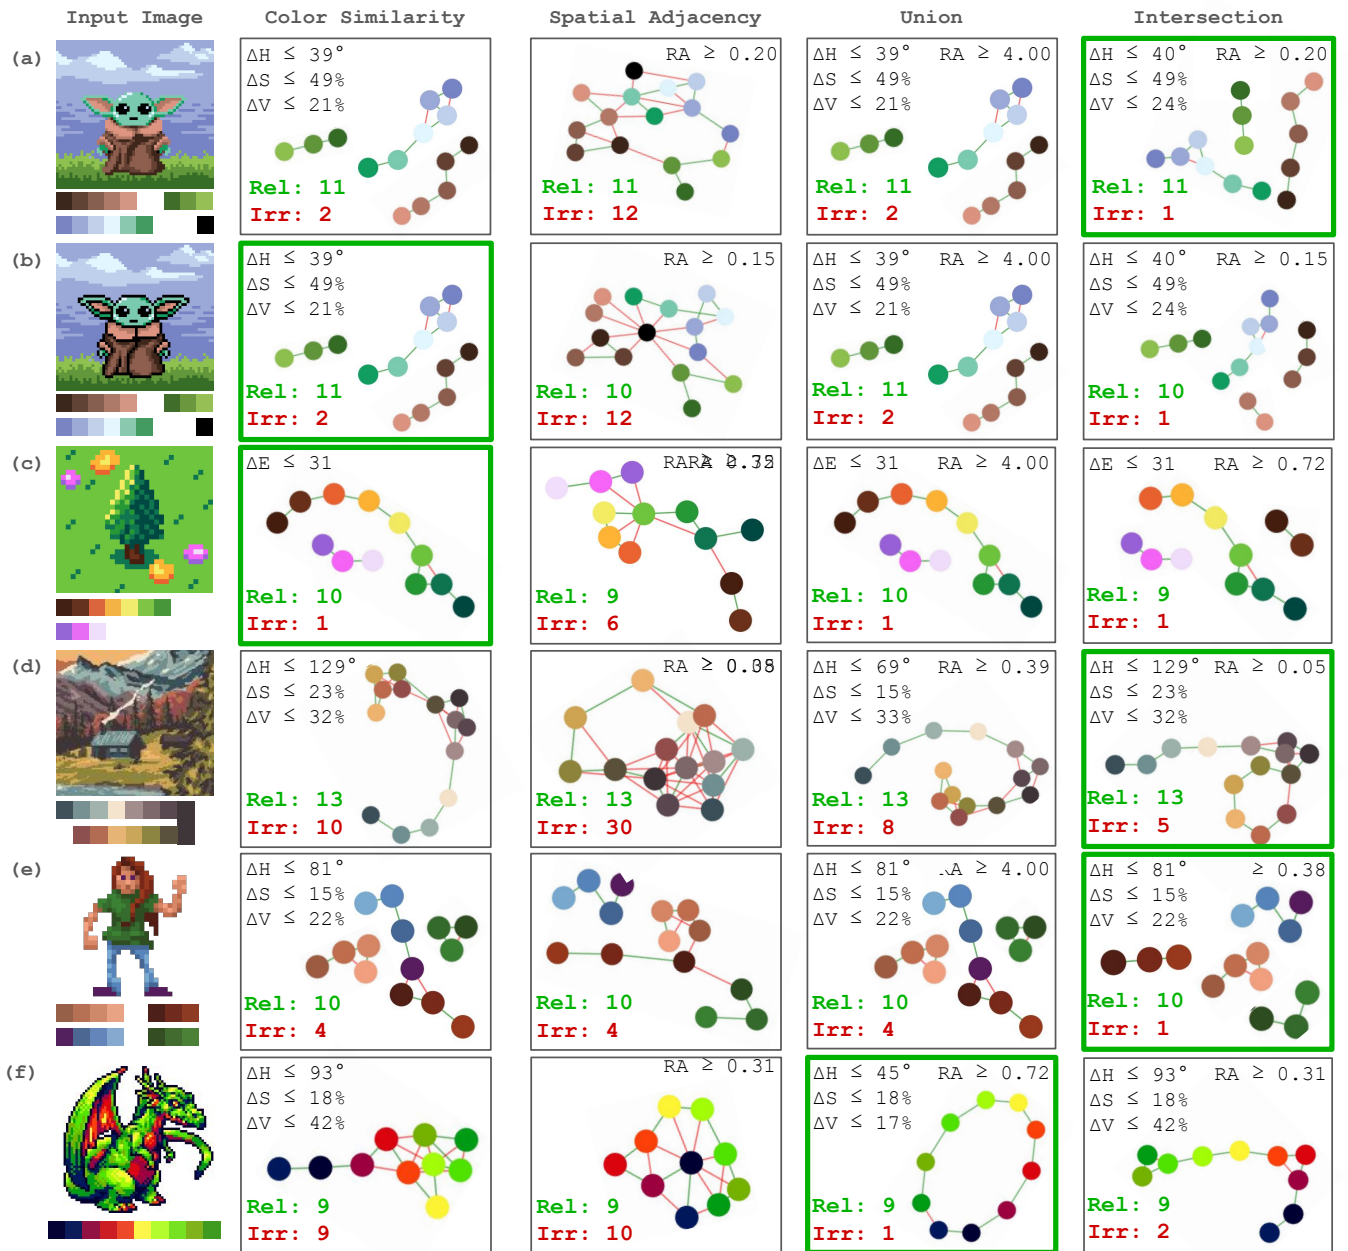 Input Image Color Similarity Spatial Adjacency Union Intersection
(a)
ΔH ≤ 39°
ΔS ≤ 49%
ΔV ≤ 21%
Rel: 11
Irr: 2
RA ≥ 0.20
Rel: 11
Irr: 12
ΔH ≤ 39° RA ≥ 4.00
ΔS ≤ 49%
ΔV ≤ 21%
Rel: 11
Irr: 2
ΔH ≤ 40° RA ≥ 0.20
ΔS ≤ 49%
ΔV ≤ 24%
Rel: 11
Irr: 1
(b)
ΔH ≤ 39°
ΔS ≤ 49%
ΔV ≤ 21%
Rel: 11
Irr: 2
RA ≥ 0.15
Rel: 10
Irr: 12
ΔH ≤ 39° RA ≥ 4.00
ΔS ≤ 49%
ΔV ≤ 21%
Rel: 11
Irr: 2
ΔH ≤ 40° RA ≥ 0.15
ΔS ≤ 49%
ΔV ≤ 24%
Rel: 10
Irr: 1
(c)
ΔE ≤ 31
Rel: 10
Irr: 1
Rel: 9
Irr: 6
ΔE ≤ 31 RA ≥ 4.00
Rel: 10
Irr: 1
ΔE ≤ 31 RA ≥ 0.72
Rel: 9
Irr: 1
(d)
ΔH ≤ 129°
ΔS ≤ 23%
ΔV ≤ 32%
Rel: 13
Irr: 10
RA ≥
Rel: 13
Irr: 30
ΔH ≤ 69° RA ≥ 0.39
ΔS ≤ 15%
ΔV ≤ 33%
Rel: 13
Irr: 8
ΔH ≤ 129° RA ≥ 0.05
ΔS ≤ 23%
ΔV ≤ 32%
Rel: 13
Irr: 5
(e)
ΔH ≤ 81°
ΔS ≤ 15%
ΔV ≤ 22%
Rel: 10
Irr: 4
Rel: 10
Irr: 4
ΔH ≤ 81° A ≥ 4.00
ΔS ≤ 15%
ΔV ≤ 22%
Rel: 10
Irr: 4
ΔH ≤ 81° ≥ 0.38
ΔS ≤ 15%
ΔV ≤ 22%
Rel: 10
Irr: 1
(f)
ΔH ≤ 93°
ΔS ≤ 18%
ΔV ≤ 42%
Rel: 9
Irr: 9
RA ≥ 0.31
Rel: 9
Irr: 10
ΔH ≤ 45° RA ≥ 0.72
ΔS ≤ 18%
ΔV ≤ 17%
Rel: 9
Irr: 1
ΔH ≤ 93° RA ≥ 0.31
ΔS ≤ 18%
ΔV ≤ 42%
Rel: 9
Irr: 2